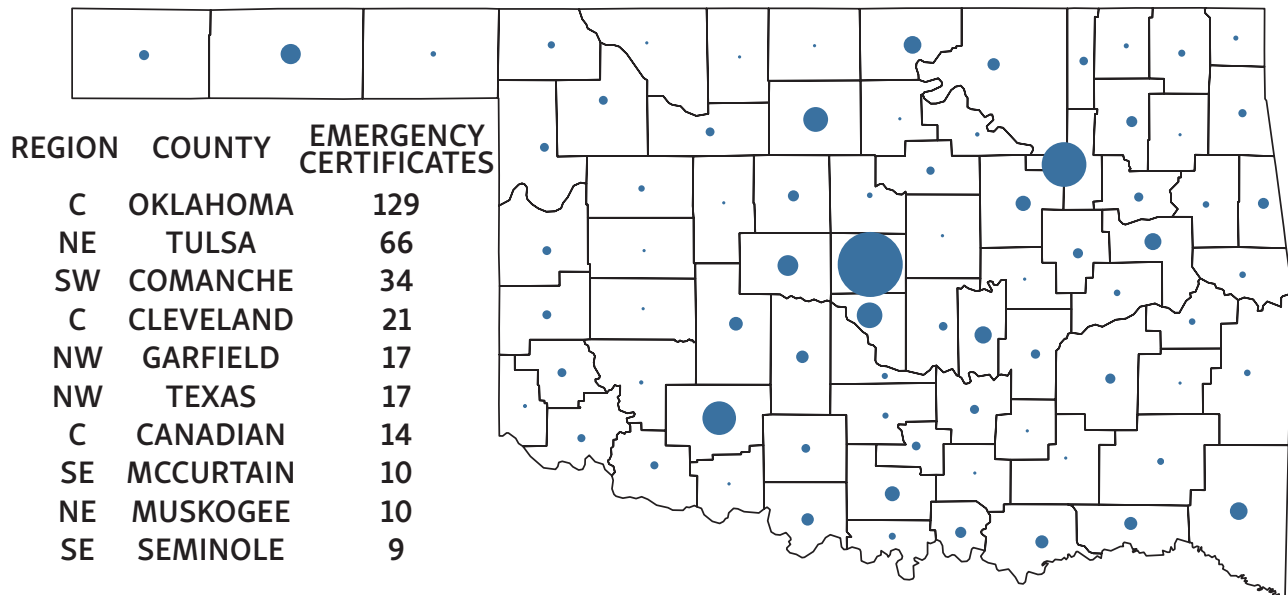 REGION COUNTY EMERGENCY CERTIFICATES
C OKLAHOMA 129
NE TULSA 66
SW COMANCHE 34
C CLEVELAND 21
NW GARFIELD 17
NW TEXAS 17
C CANADIAN 14
SE MCCURTAIN 10
NE MUSKOGEE 10
SE SEMINOLE 9